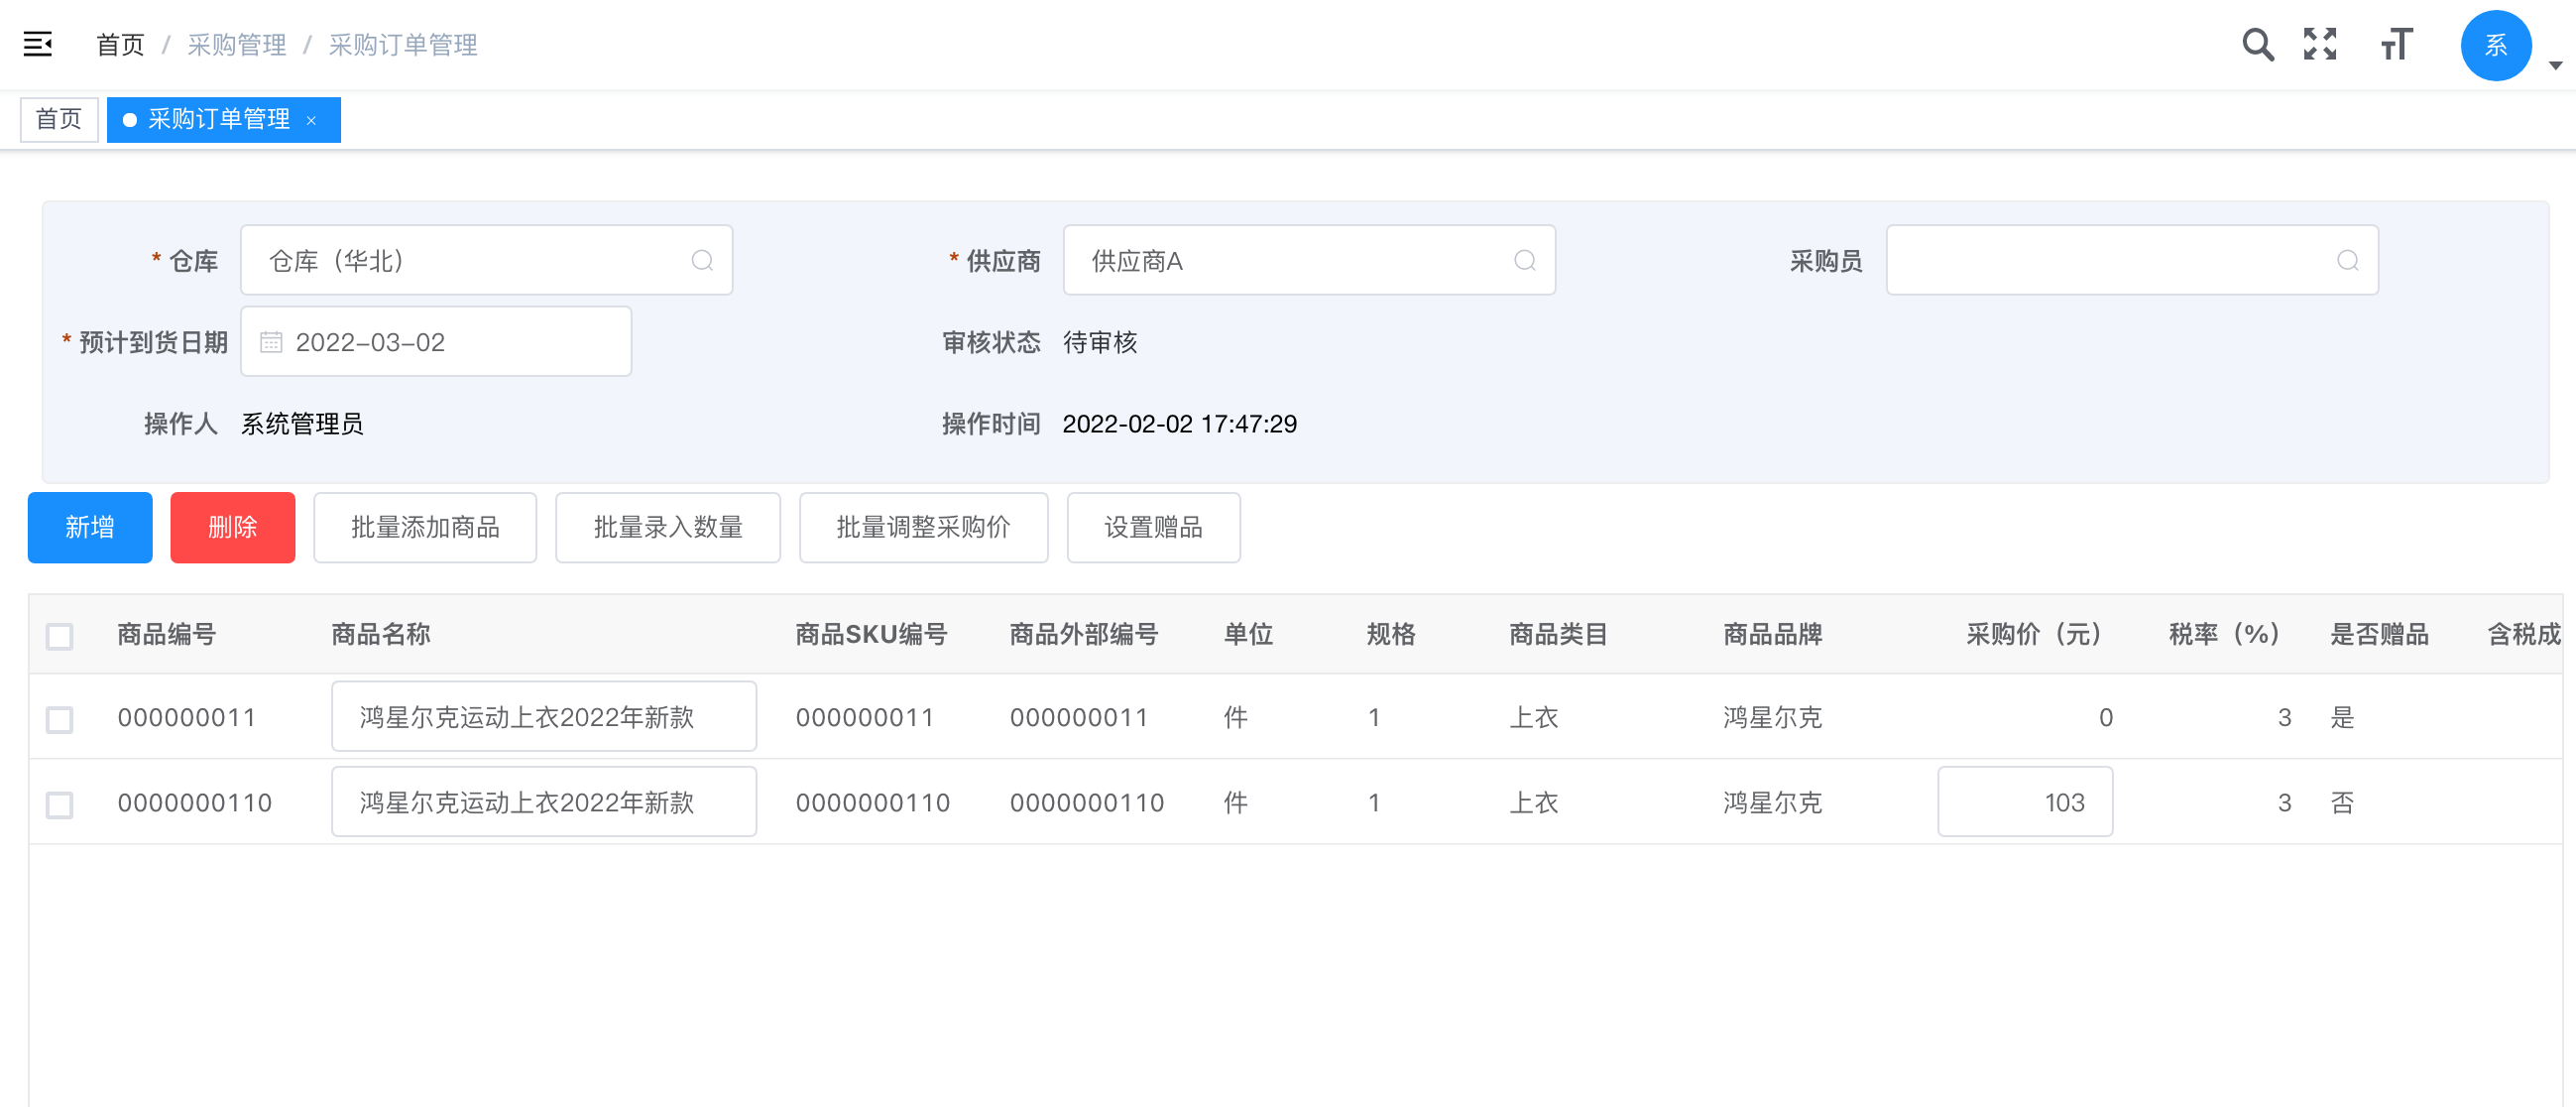 首页 / 采购管理 / 采购订单管理 系
首页 采购订单管理 ×
* 仓库 仓库（华北） * 供应商 供应商A 采购员
* 预计到货日期 2022-03-02 审核状态 待审核
操作人 系统管理员 操作时间 2022-02-02 17:47:29
新增 删除 批量添加商品 批量录入数量 批量调整采购价 设置赠品
商品编号 商品名称 商品SKU编号 商品外部编号 单位 规格 商品类目 商品品牌 采购价（元） 税率（%） 是否赠品 含税成
000000011 鸿星尔克运动上衣2022年新款 000000011 000000011 件 1 上衣 鸿星尔克 0 3 是
0000000110 鸿星尔克运动上衣2022年新款 0000000110 0000000110 件 1 上衣 鸿星尔克 103 3 否